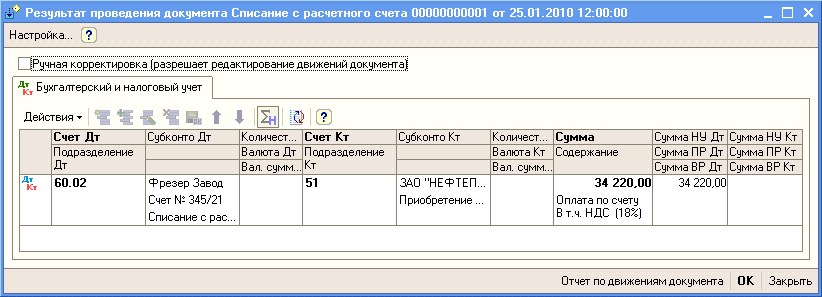 Результат проведения документа Списание с расчетного счета 00000000001 от 25.01.2010 12:00:00
Настройка... ?
Ручная корректировка (разрешает редактирование движений документа)
Дт Кт Бухгалтерский и налоговый учет
Действия
Счет Дт Субконто Дт Количест... Счет Кт Субконто Кт Количест... Сумма Сумма НУ Дт Сумма НУ Кт
Подразделение Дт Валюта Дт Подразделение Кт Валюта Кт Содержание Сумма ПР Дт Сумма ПР Кт
Вал. сумм... Вал. сумм... Сумма ВР Дт Сумма ВР Кт
Дт Кт 60.02 Фрезер Завод 51 ЗАО "НЕФТЕП... 34 220,00 34 220,00
Счет № 345/21 Приобретение ... Оплата по счету
Списание с рас... В т.ч. НДС (18%)
Отчет по движениям документа OK Закрыть